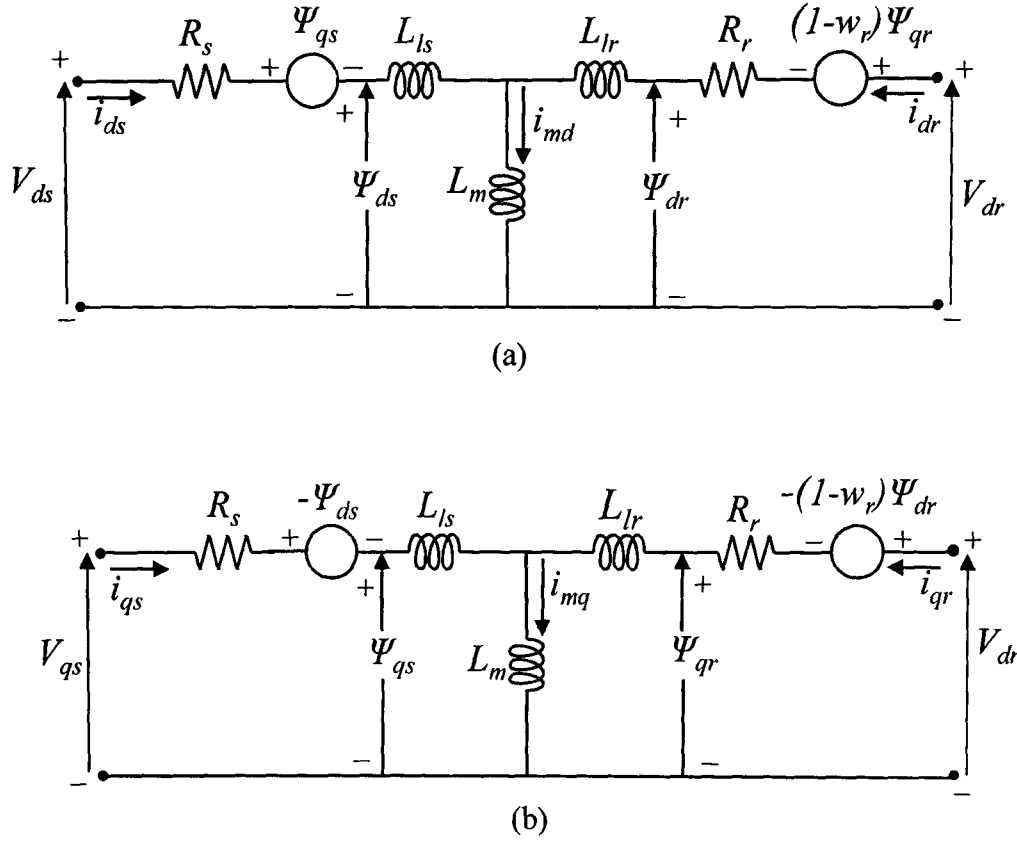 R_s + Ψ_qs − L_ls L_lr R_r − (1-w_r)Ψ_qr +
+ i_ds + i_md + i_dr +
V_ds Ψ_ds L_m Ψ_dr V_dr
− − − −
(a)
R_s + -Ψ_ds − L_ls L_lr R_r − -(1-w_r)Ψ_dr +
+ i_qs + i_mq + i_qr +
V_qs Ψ_qs L_m Ψ_qr V_dr
− − − −
(b)